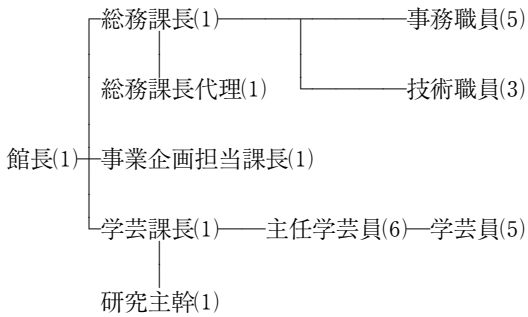 総務課長(1) 事務職員(5)
総務課長代理(1) 技術職員(3)
館長(1) 事業企画担当課長(1)
学芸課長(1) 主任学芸員(6) 学芸員(5)
研究主幹(1)